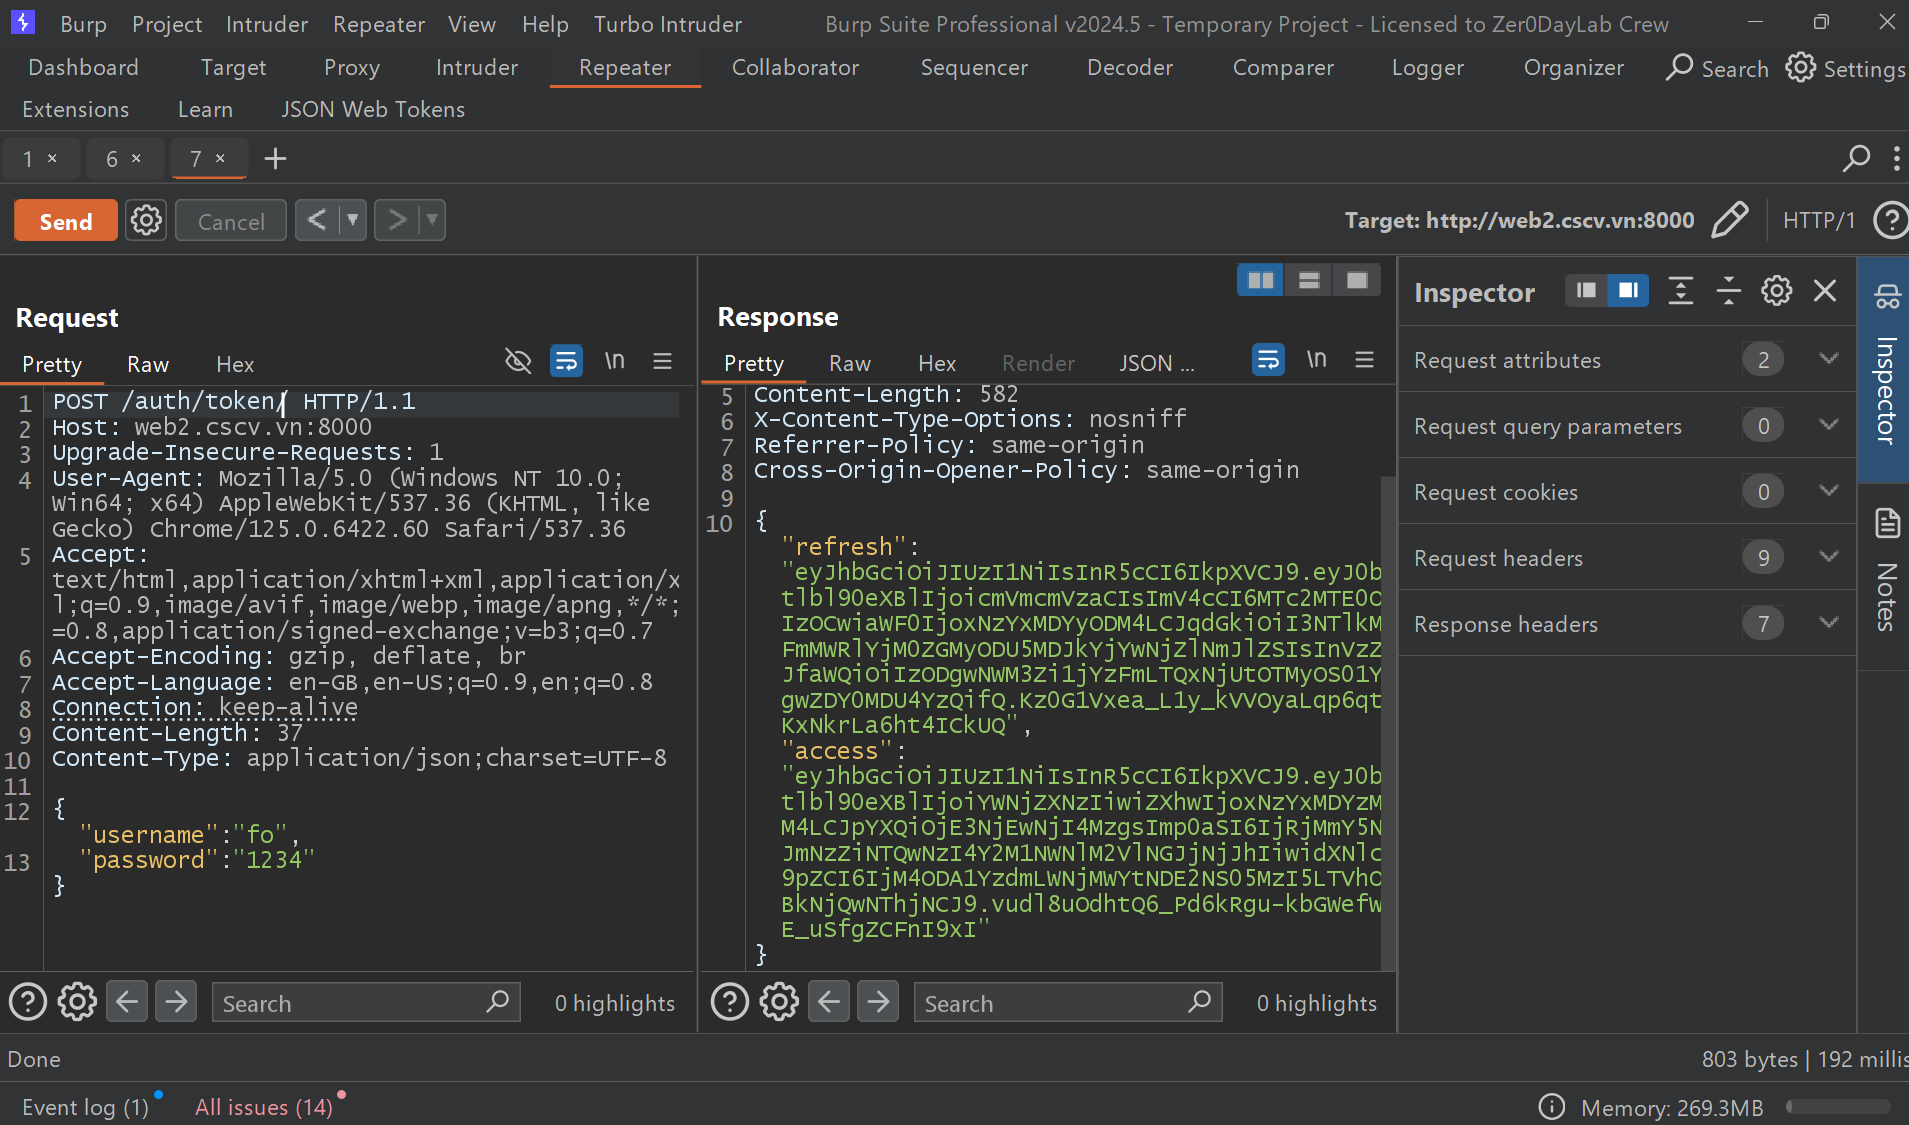 Burp Project Intruder Repeater View Help Turbo Intruder Burp Suite Professional v2024.5 - Temporary Project - Licensed to Zer0DayLab Crew
Dashboard Target Proxy Intruder Repeater Collaborator Sequencer Decoder Comparer Logger Organizer Search Settings
Extensions Learn JSON Web Tokens
1 × 6 × 7 × +
Send Cancel < > Target: http://web2.cscv.vn:8000 HTTP/1 ?
Request
Pretty Raw Hex \n
1 POST /auth/token/ HTTP/1.1
2 Host: web2.cscv.vn:8000
3 Upgrade-Insecure-Requests: 1
4 User-Agent: Mozilla/5.0 (Windows NT 10.0;
Win64; x64) AppleWebKit/537.36 (KHTML, like
Gecko) Chrome/125.0.6422.60 Safari/537.36
5 Accept:
text/html,application/xhtml+xml,application/x
l;q=0.9,image/avif,image/webp,image/apng,*/*;
=0.8,application/signed-exchange;v=b3;q=0.7
6 Accept-Encoding: gzip, deflate, br
7 Accept-Language: en-GB,en-US;q=0.9,en;q=0.8
8 Connection: keep-alive
9 Content-Length: 37
10 Content-Type: application/json;charset=UTF-8
11
12 {
"username":"fo",
13 "password":"1234"
}
? Search 0 highlights
Response
Pretty Raw Hex Render JSON ... \n
5 Content-Length: 582
6 X-Content-Type-Options: nosniff
7 Referrer-Policy: same-origin
8 Cross-Origin-Opener-Policy: same-origin
9
10 {
"refresh":
"eyJhbGciOiJIUzI1NiIsInR5cCI6IkpXVCJ9.eyJ0b
tlbl90eXBlIjoicmVmcmVzaCIsImV4cCI6MTc2MTE0O
IzOCwiaWF0IjoxNzYxMDYyODM4LCJqdGkiOiI3NTlkM
FmMWRlYjM0ZGMyODU5MDJkYjYwNjZlNmJlZSIsInVzZ
JfaWQiOiIzODgwNWM3Zi1jYzFmLTQxNjUtOTMyOS01Y
gwZDY0MDU4YzQifQ.Kz0G1Vxea_L1y_kVVOyaLqp6qt
KxNkrLa6ht4ICkUQ",
"access":
"eyJhbGciOiJIUzI1NiIsInR5cCI6IkpXVCJ9.eyJ0b
tlbl90eXBlIjoiYWNjZXNzIiwiZXhwIjoxNzYxMDYzM
M4LCJpYXQiOjE3NjEwNjI4MzgsImp0aSI6IjRjMmY5N
JmNzZiNTQwNzI4Y2M1NWNlM2VlNGJjNjJhIiwidXNlc
9pZCI6IjM4ODA1YzdmLWNjMWYtNDE2NS05MzI5LTVhO
BkNjQwNThjNCJ9.vudl8uOdhtQ6_Pd6kRgu-kbGWefW
E_uSfgZCFnI9xI"
}
? Search 0 highlights
Inspector
Request attributes 2
Request query parameters 0
Request cookies 0
Request headers 9
Response headers 7
Inspector
Notes
Done 803 bytes | 192 millis
Event log (1) All issues (14) Memory: 269.3MB